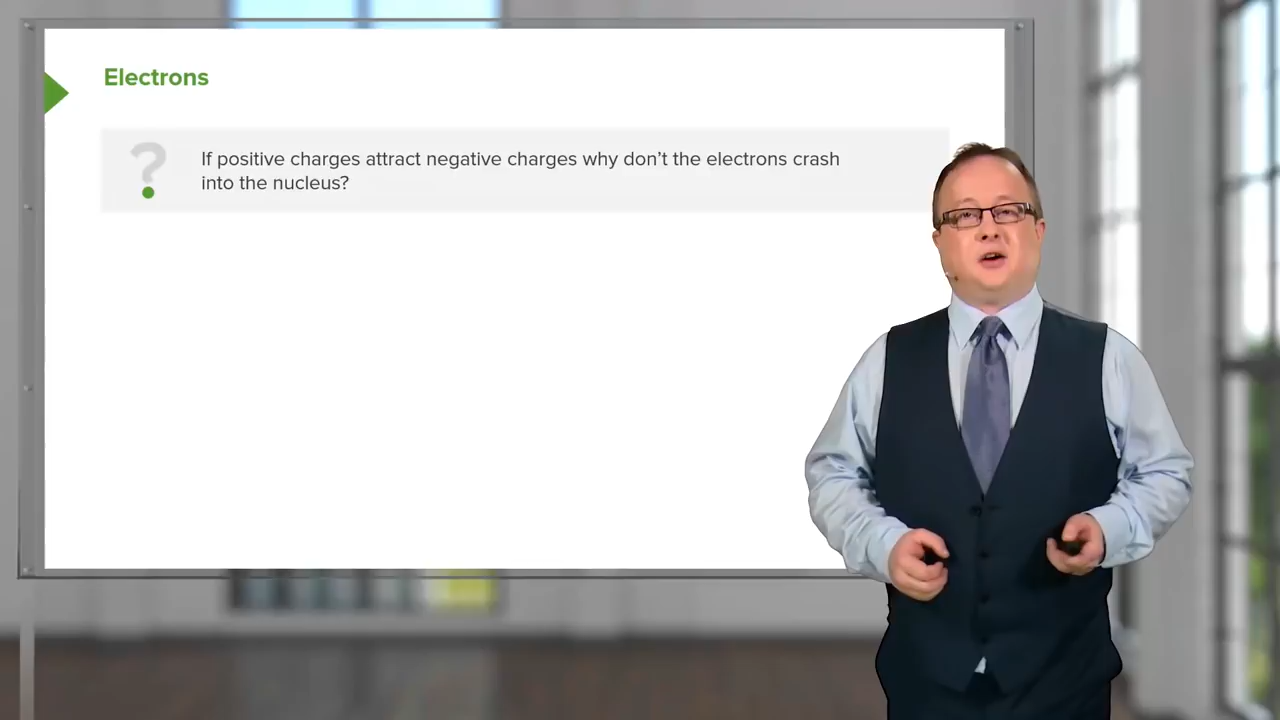 Electrons
If positive charges attract negative charges why don’t the electrons crash
into the nucleus?